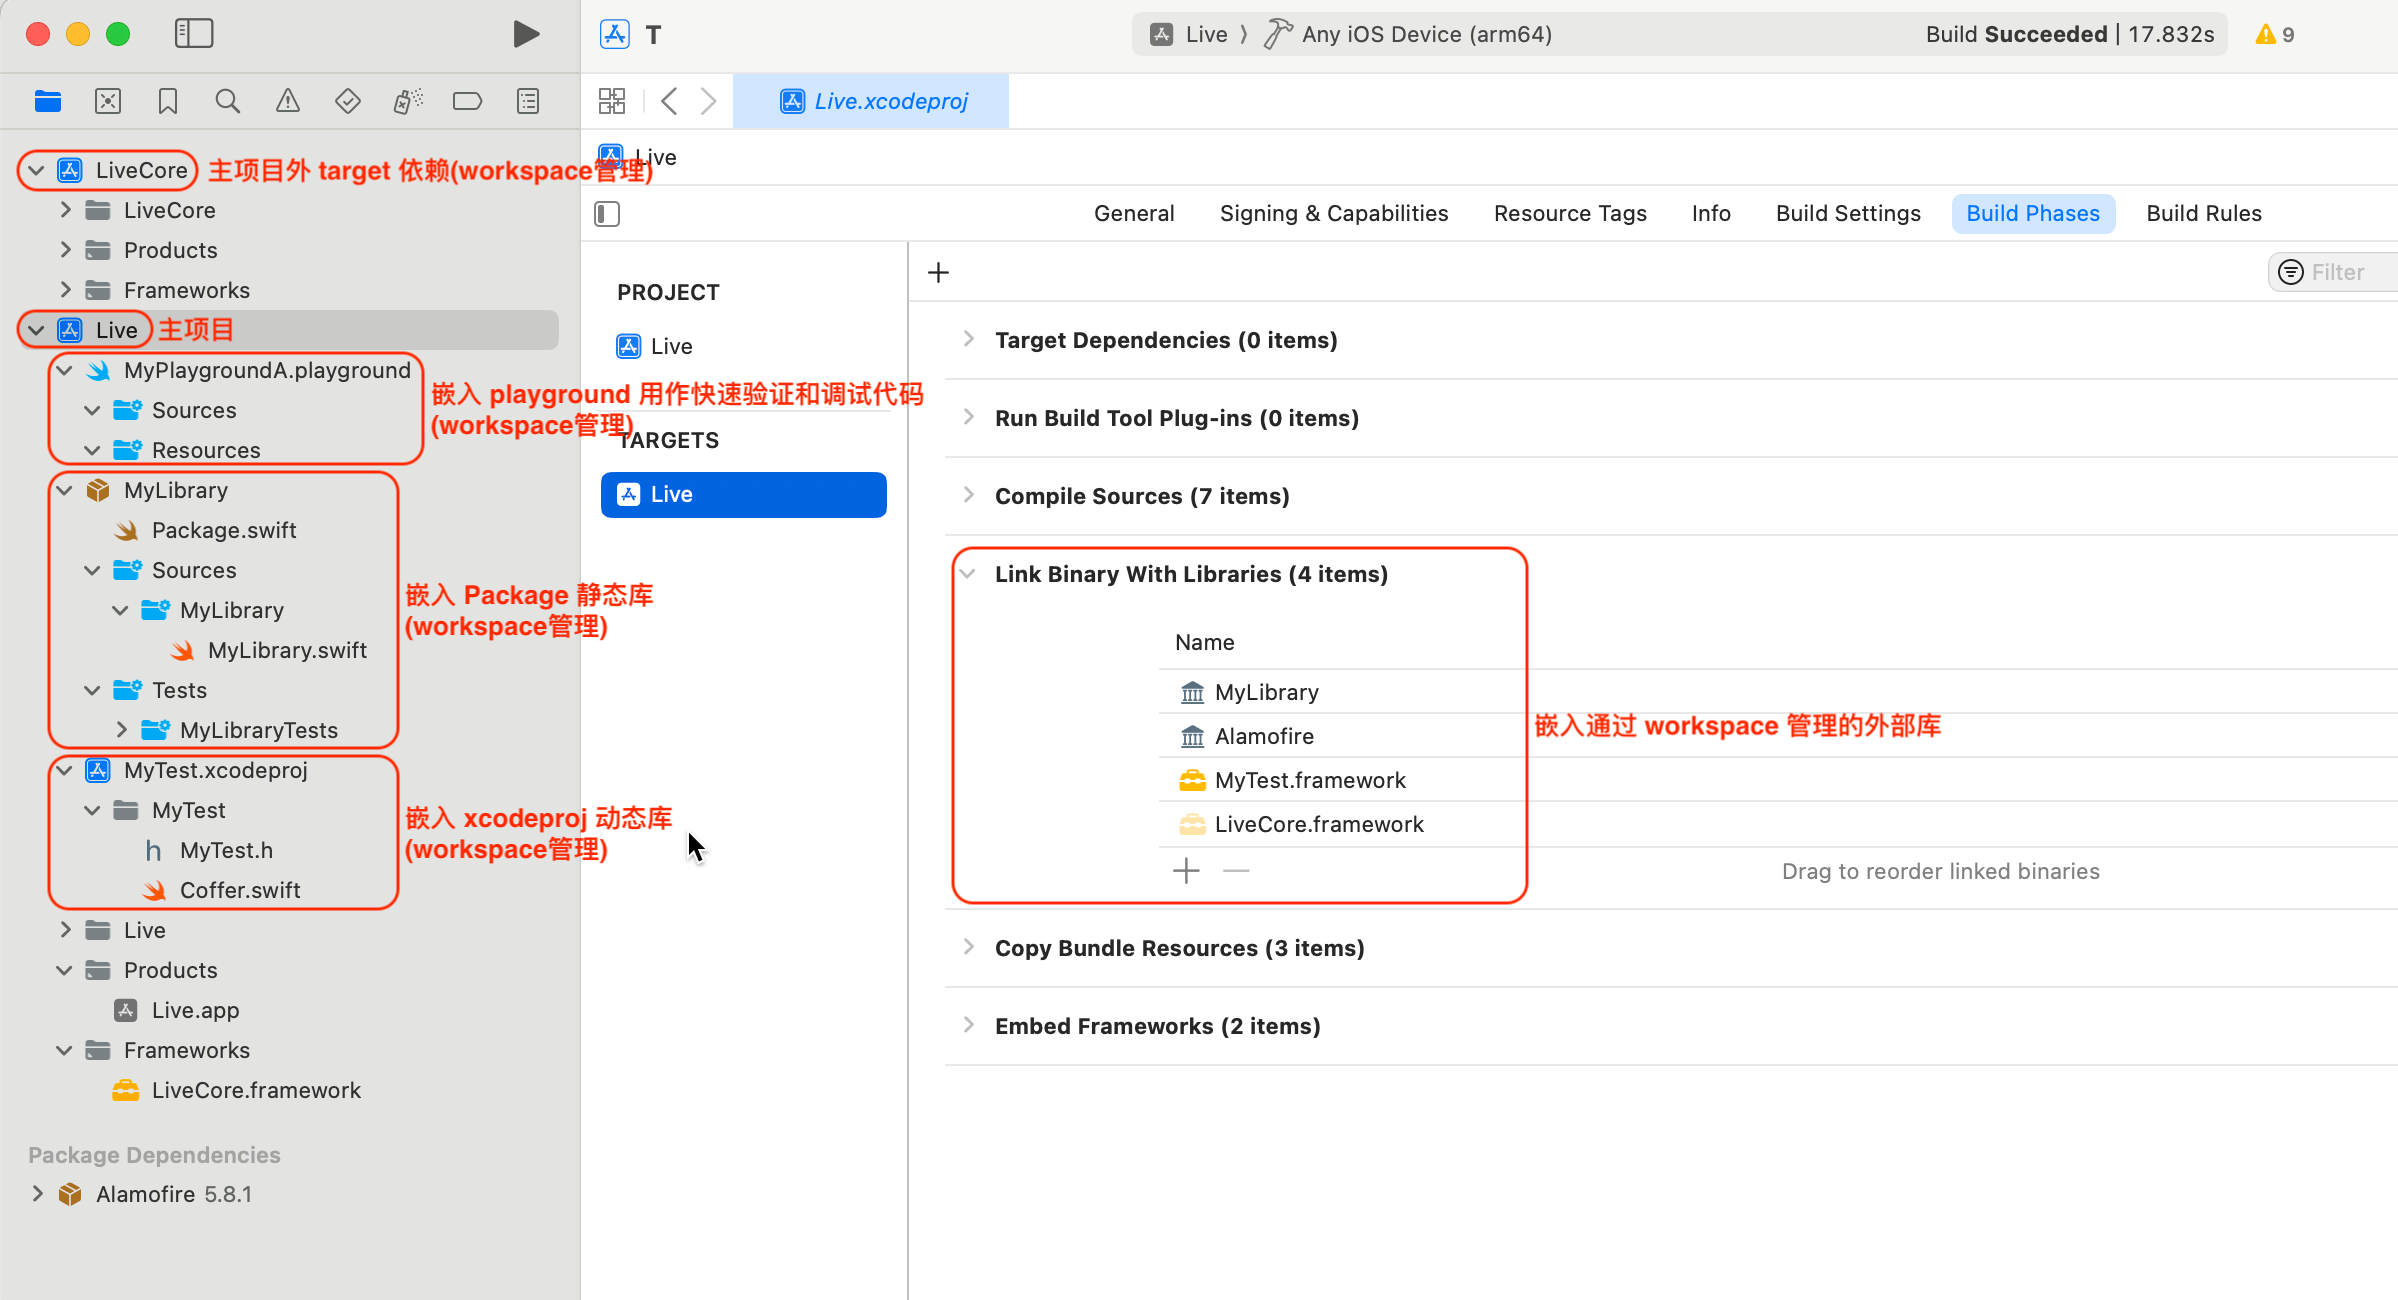 T
Live
Any iOS Device (arm64)
Build Succeeded | 17.832s
9
Live.xcodeproj
LiveCore
主项目外 target 依赖(workspace管理)
Live
LiveCore
Products
Frameworks
Live
主项目
MyPlaygroundA.playground
Sources
Resources
嵌入 playground 用作快速验证和调试代码
(workspace管理)
MyLibrary
Package.swift
Sources
MyLibrary
MyLibrary.swift
Tests
MyLibraryTests
嵌入 Package 静态库
(workspace管理)
MyTest.xcodeproj
MyTest
MyTest.h
Coffer.swift
嵌入 xcodeproj 动态库
(workspace管理)
Live
Products
Live.app
Frameworks
LiveCore.framework
Package Dependencies
Alamofire 5.8.1
General
Signing & Capabilities
Resource Tags
Info
Build Settings
Build Phases
Build Rules
PROJECT
Live
TARGETS
Live
Filter
Target Dependencies (0 items)
Run Build Tool Plug-ins (0 items)
Compile Sources (7 items)
Link Binary With Libraries (4 items)
Name
MyLibrary
Alamofire
MyTest.framework
LiveCore.framework
嵌入通过 workspace 管理的外部库
Drag to reorder linked binaries
Copy Bundle Resources (3 items)
Embed Frameworks (2 items)